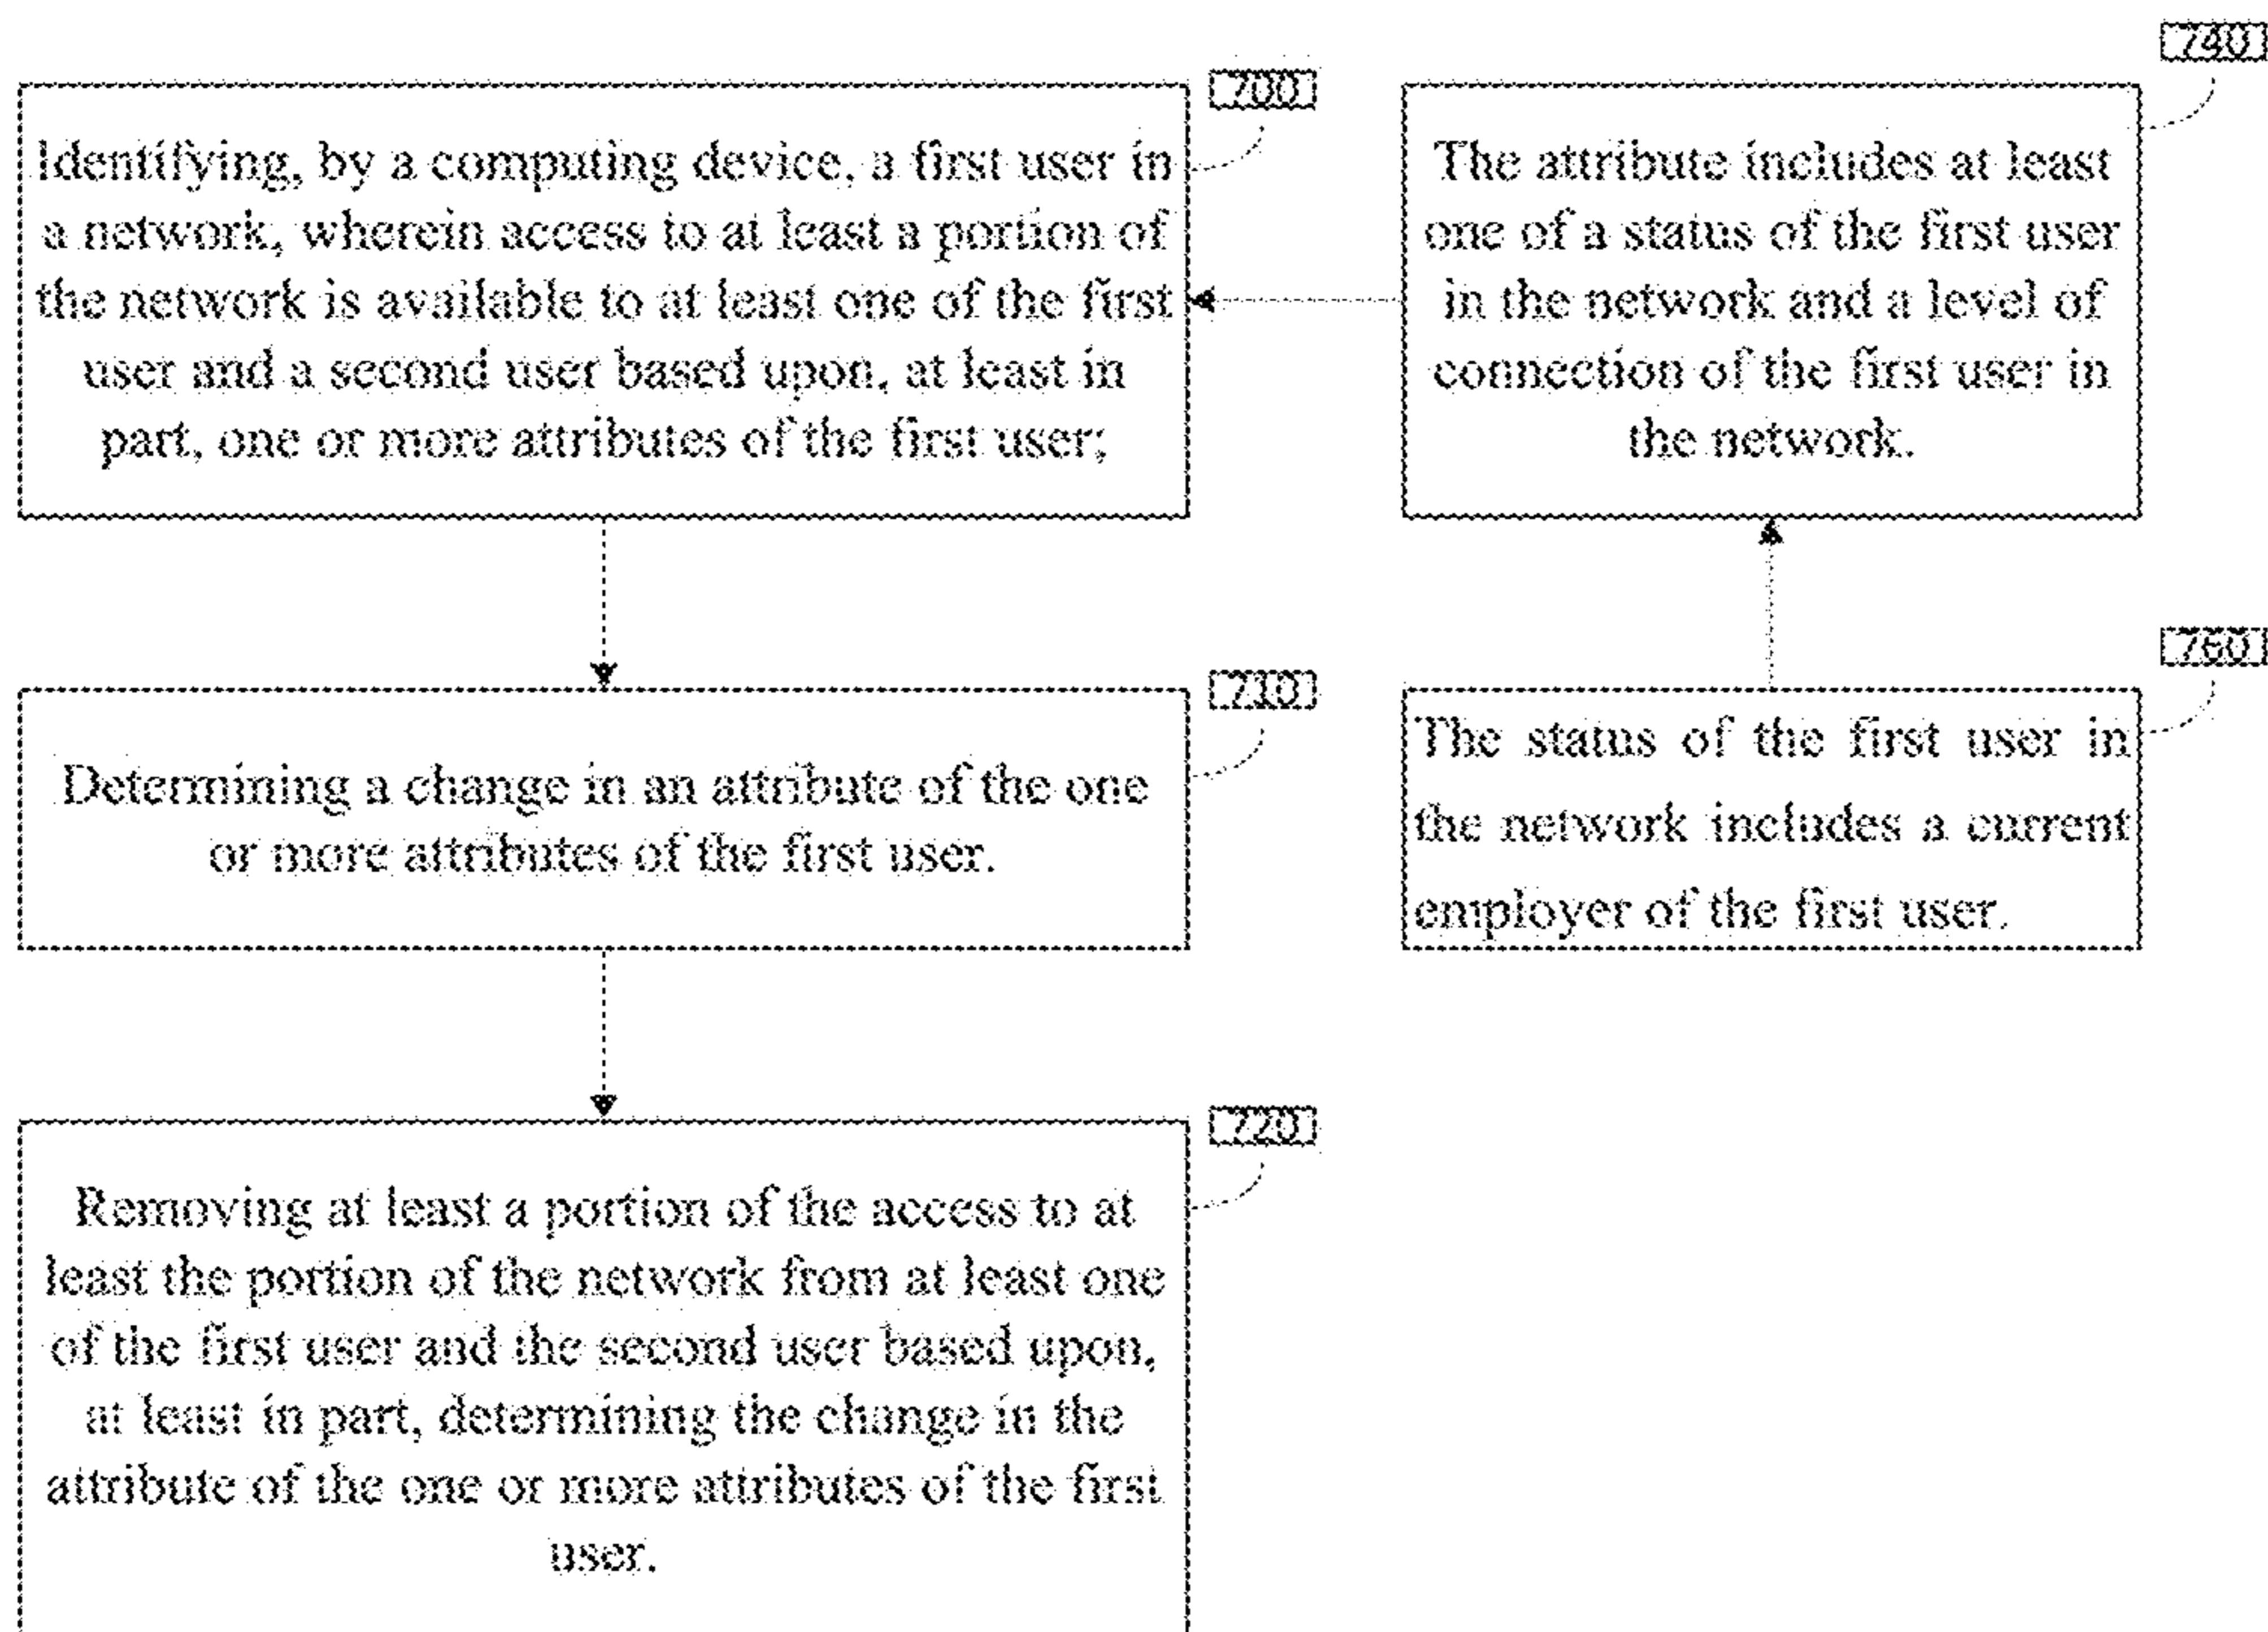 700
Identifying, by a computing device, a first user in
a network, wherein access to at least a portion of
the network is available to at least one of the first
user and a second user based upon, at least in
part, one or more attributes of the first user;
740
The attribute includes at least
one of a status of the first user
in the network and a level of
connection of the first user in
the network.
710
Determining a change in an attribute of the one
or more attributes of the first user.
760
The status of the first user in
the network includes a current
employer of the first user.
720
Removing at least a portion of the access to at
least the portion of the network from at least one
of the first user and the second user based upon,
at least in part, determining the change in the
attribute of the one or more attributes of the first
user.